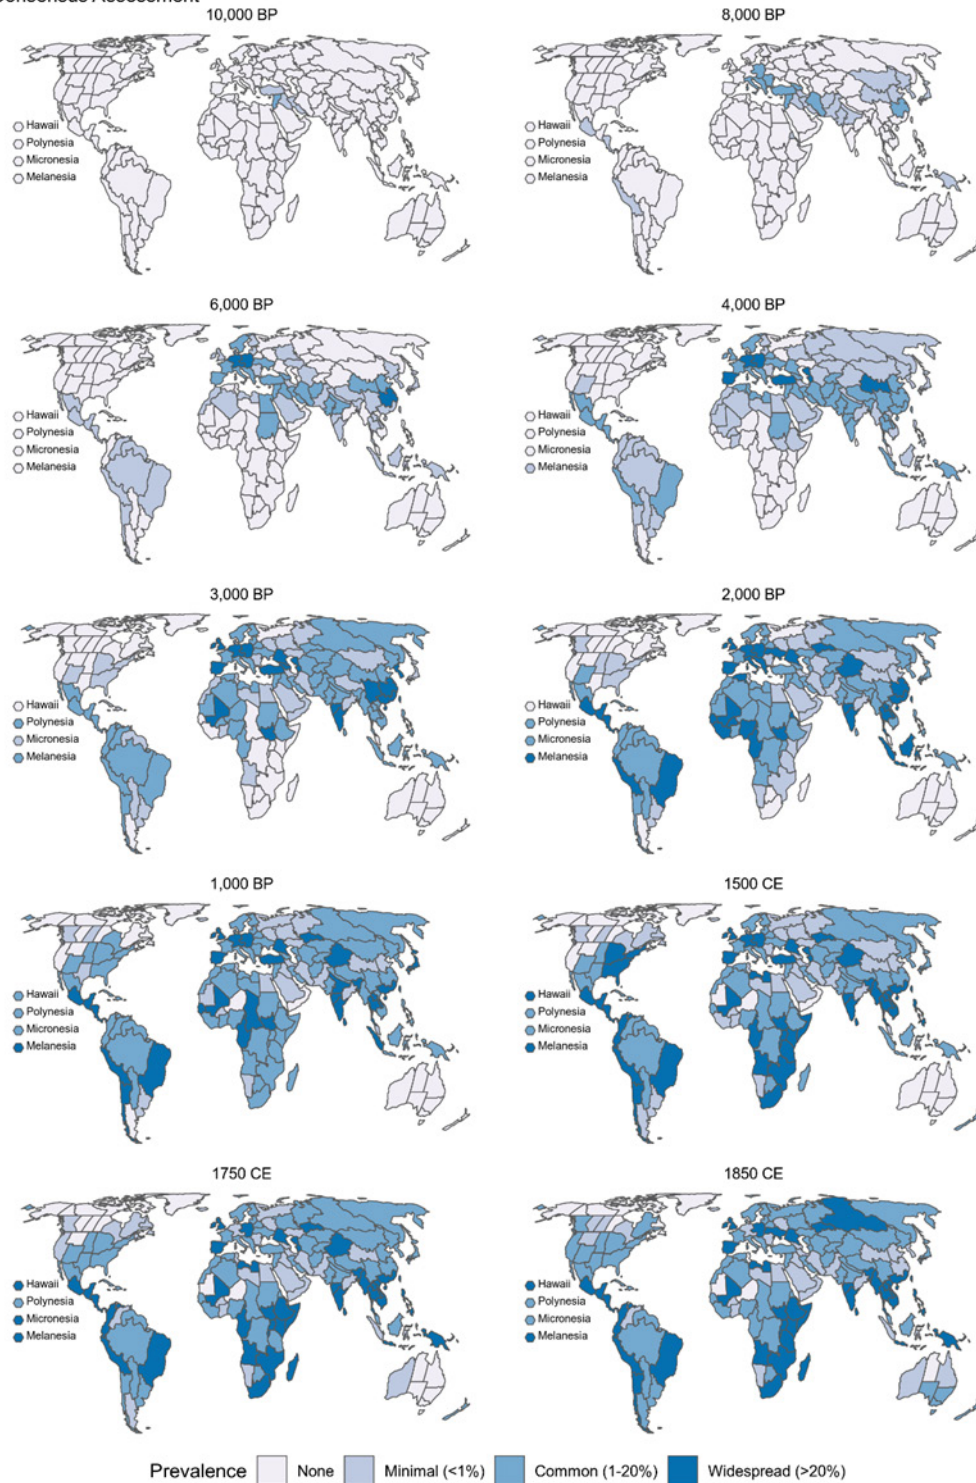 Consensus Assessment
10,000 BP
8,000 BP
Hawaii
Polynesia
Micronesia
Melanesia
Hawaii
Polynesia
Micronesia
Melanesia
6,000 BP
4,000 BP
Hawaii
Polynesia
Micronesia
Melanesia
Hawaii
Polynesia
Micronesia
Melanesia
3,000 BP
2,000 BP
Hawaii
Polynesia
Micronesia
Melanesia
Hawaii
Polynesia
Micronesia
Melanesia
1,000 BP
1500 CE
Hawaii
Polynesia
Micronesia
Melanesia
Hawaii
Polynesia
Micronesia
Melanesia
1750 CE
1850 CE
Hawaii
Polynesia
Micronesia
Melanesia
Hawaii
Polynesia
Micronesia
Melanesia
Prevalence None Minimal (<1%) Common (1-20%) Widespread (>20%)